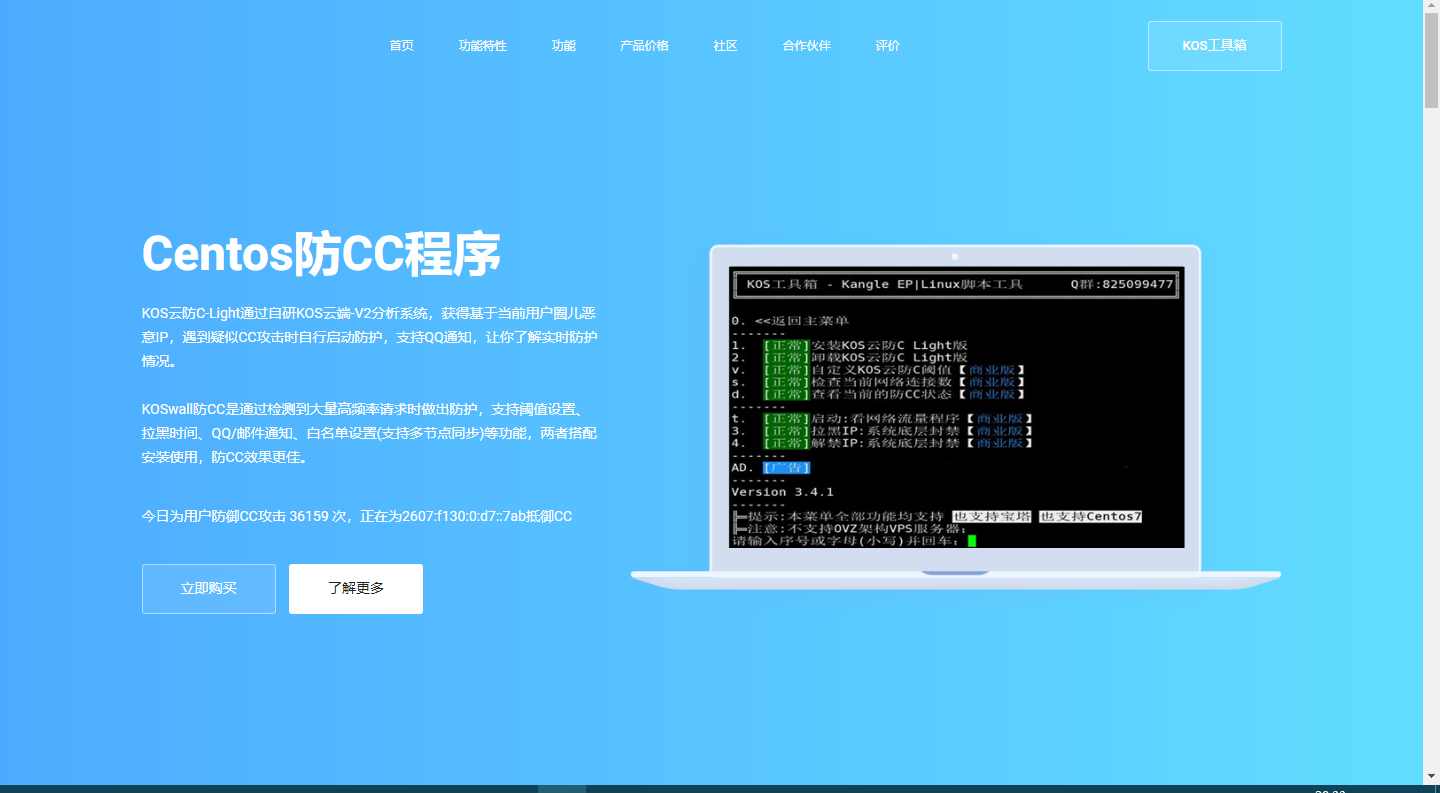 首页 功能特性 功能 产品价格 社区 合作伙伴 评价 KOS工具箱
Centos防CC程序
KOS云防C-Light通过自研KOS云端-V2分析系统，获得基于当前用户圈儿恶
意IP，遇到疑似CC攻击时自行启动防护，支持QQ通知，让你了解实时防护
情况。
KOSwall防CC是通过检测到大量高频率请求时做出防护，支持阈值设置、
拉黑时间、QQ/邮件通知、白名单设置(支持多节点同步)等功能，两者搭配
安装使用，防CC效果更佳。
今日为用户防御CC攻击 36159 次，正在为2607:f130:0:d7::7ab抵御CC
立即购买 了解更多
KOS工具箱 - Kangle EP|Linux脚本工具 Q群:825099477
0. <<返回主菜单
-------
1. [正常]安装KOS云防C Light版
2. [正常]卸载KOS云防C Light版
v. [正常]自定义KOS云防C阈值【商业版】
s. [正常]检查当前网络连接数【商业版】
d. [正常]查看当前的防CC状态【商业版】
-------
t. [正常]启动:看网络流量程序【商业版】
3. [正常]拉黑IP:系统底层封禁【商业版】
4. [正常]解禁IP:系统底层封禁【商业版】
-------
AD. [广告]
-------
Version 3.4.1
-------
╠═提示:本菜单全部功能均支持 也支持宝塔 也支持Centos7
╠═注意:不支持OVZ架构VPS服务器;
请输入序号或字母(小写)并回车: